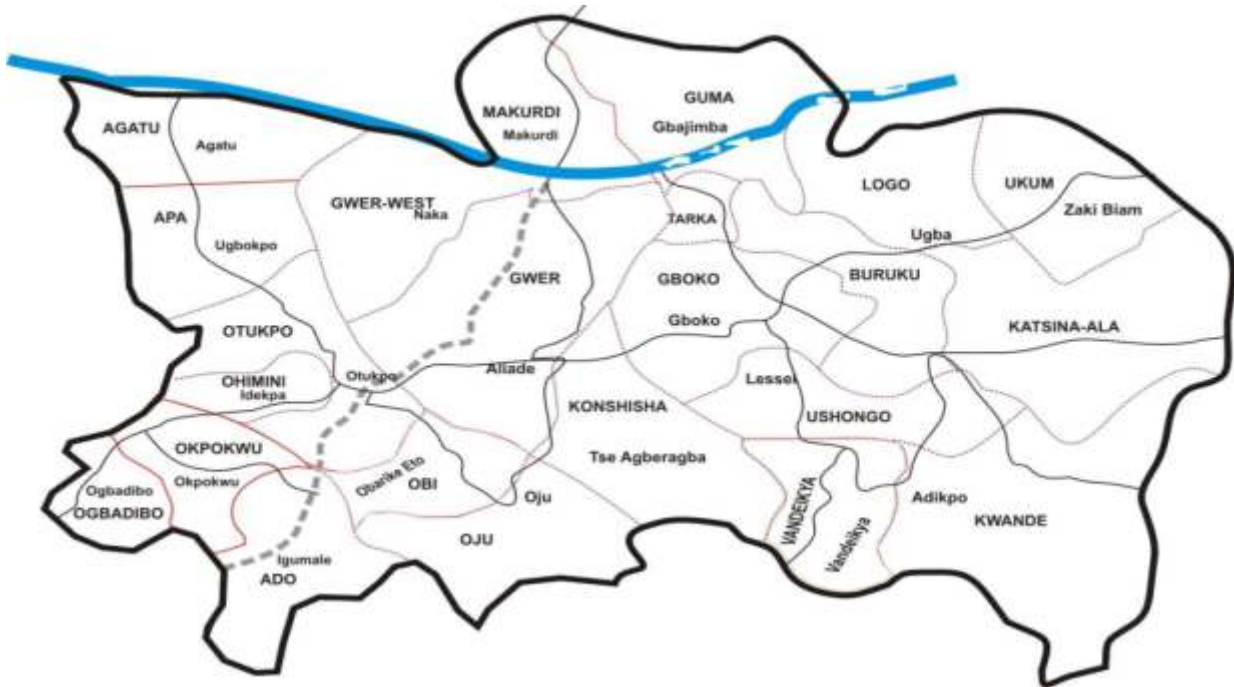 MAKURDI
Makurdi
GUMA
Gbajimba
AGATU
Agatu
LOGO
UKUM
Zaki Biam
GWER-WEST
Naka
APA
Ugbokpo
TARKA
Ugba
GWER
GBOKO
BURUKU
Gboko
KATSINA-ALA
OTUKPO
OHIMINI
Idekpa
Otukpo
Aliade
Lessel
KONSHISHA
USHONGO
OKPOKWU
Okpokwu
Obarike Eto
OBI
Tse Agberagba
Ogbadibo
OGBADIBO
Oju
OJU
VANDEIKYA
Vandeikya
Adikpo
KWANDE
Igumale
ADO